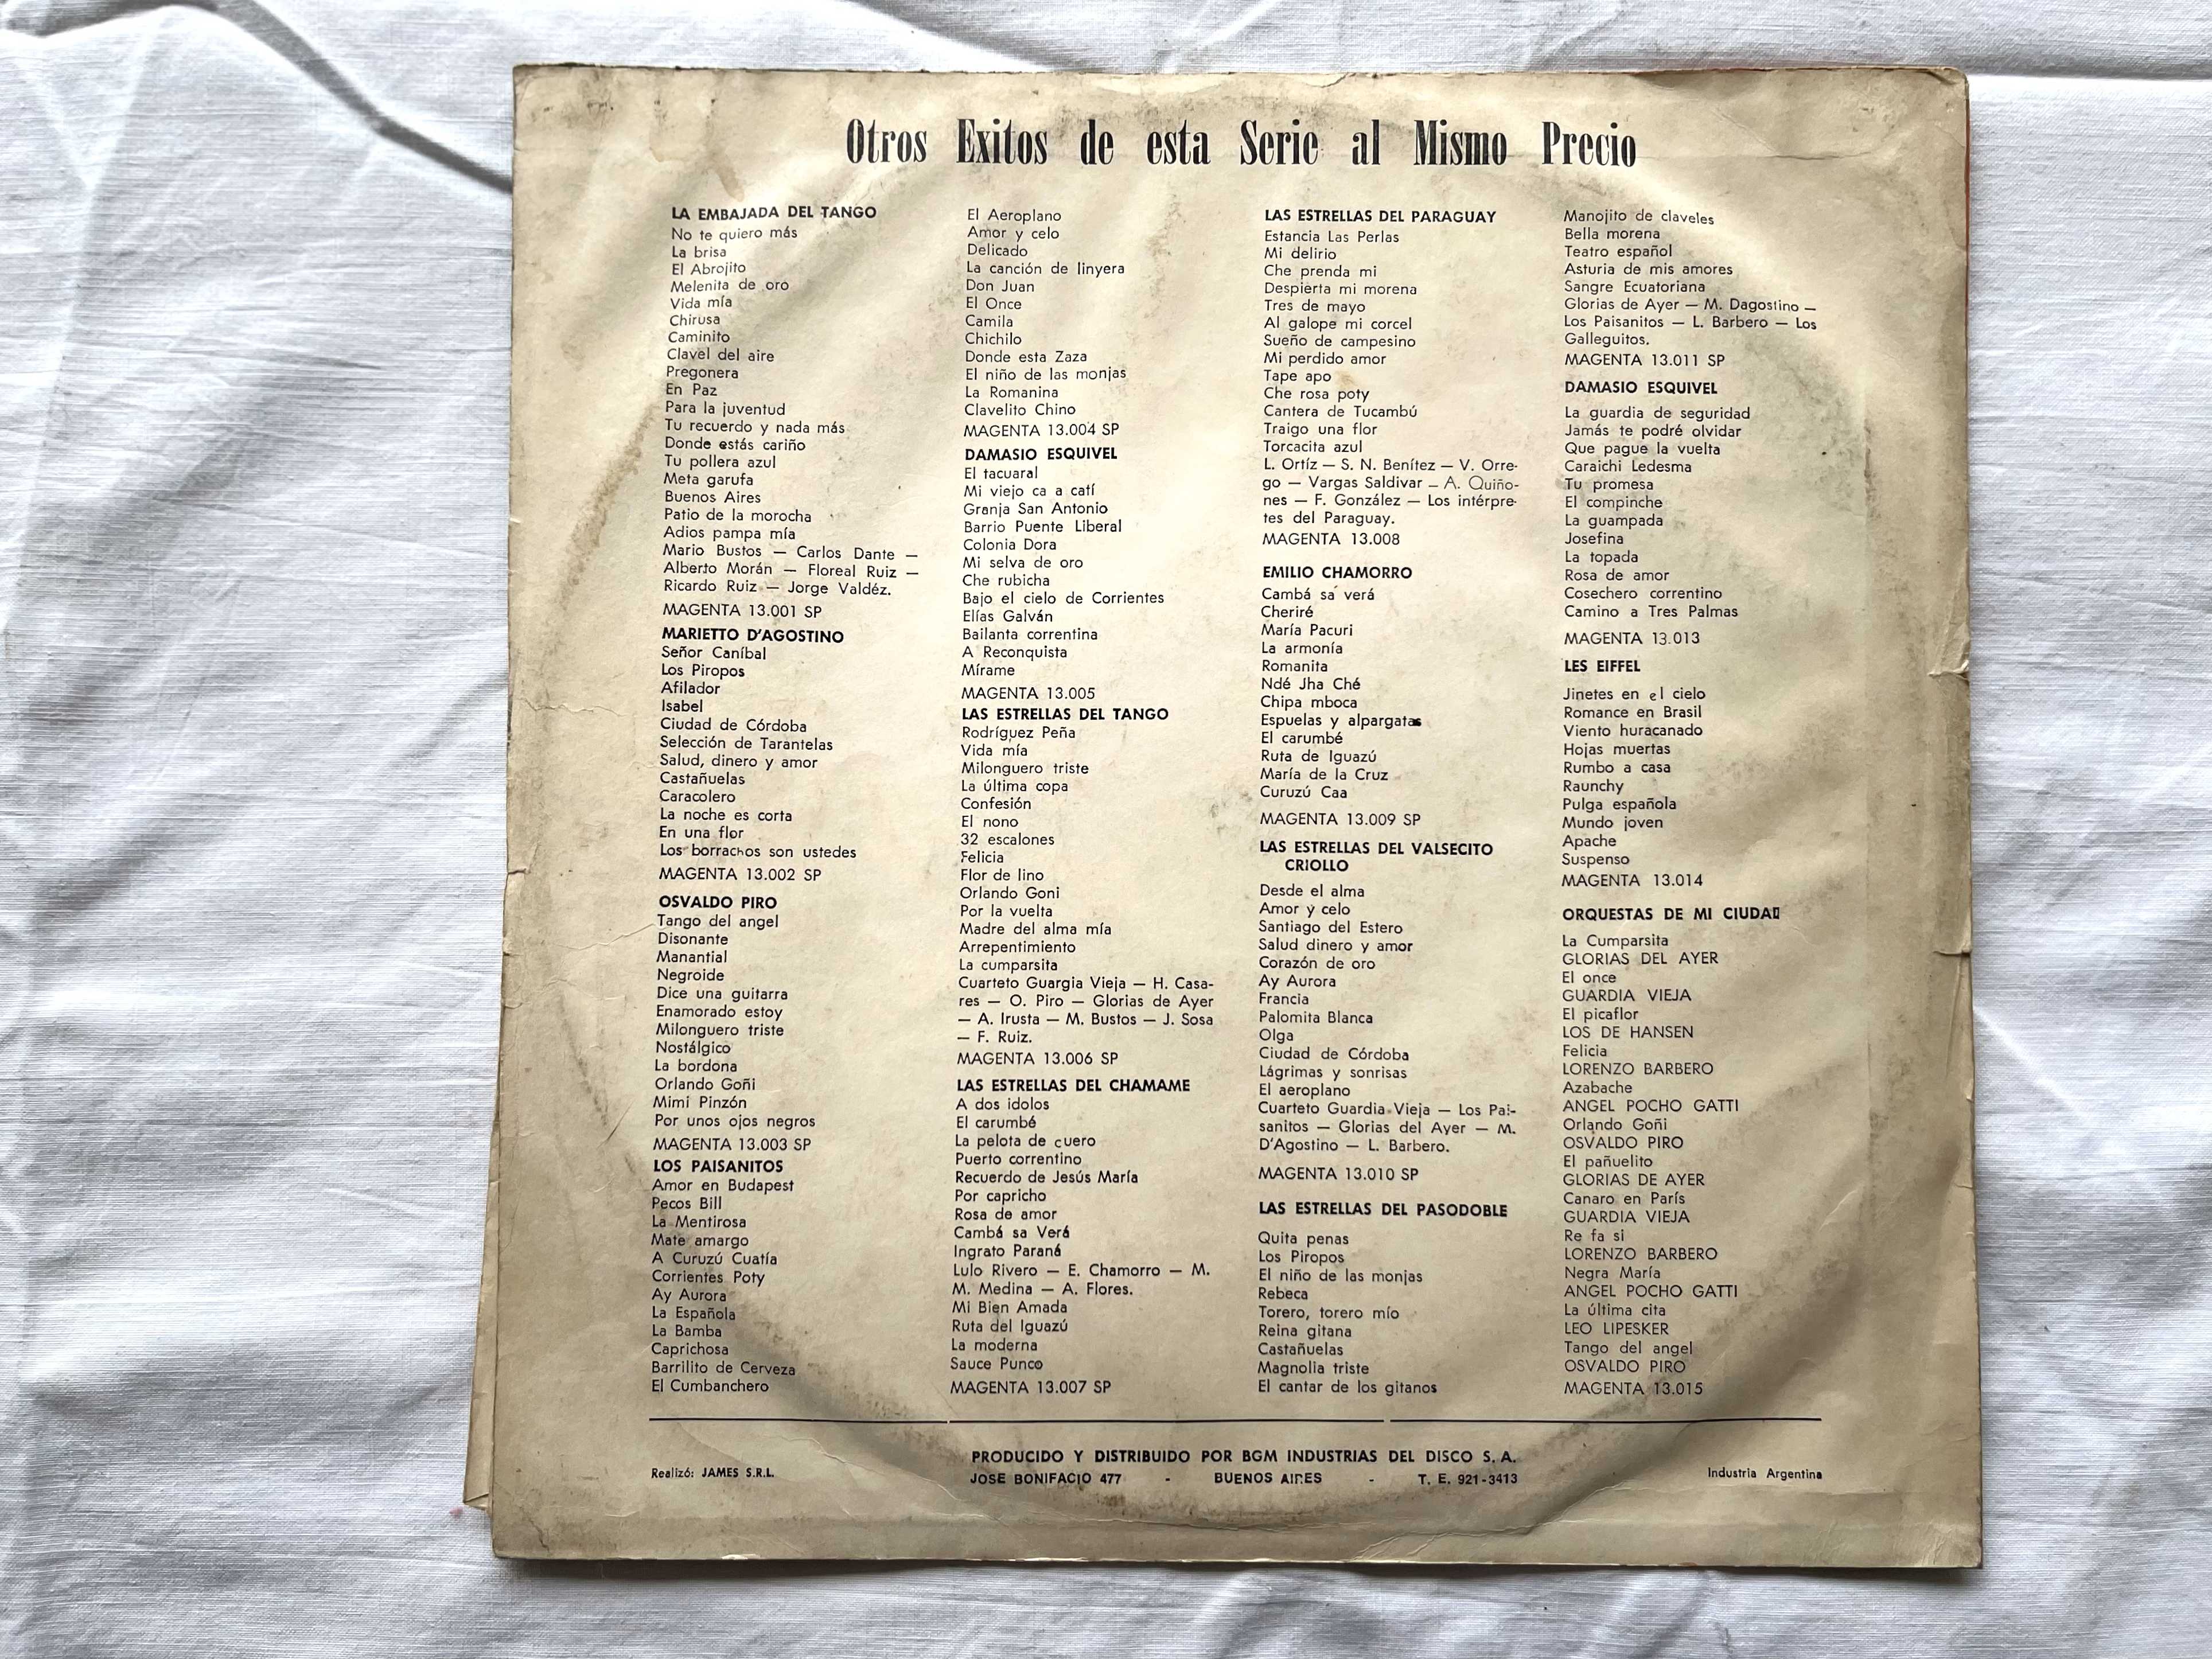 Otros Exitos de esta Serie al Mismo Precio
LA EMBAJADA DEL TANGO
No te quiero más
La brisa
El Abrojito
Melenita de oro
Vida mía
Chirusa
Caminito
Clavel del aire
Pregonera
En Paz
Para la juventud
Tu recuerdo y nada más
Donde estás cariño
Tu pollera azul
Meta garufa
Buenos Aires
Patio de la morocha
Adios pampa mía
Mario Bustos — Carlos Dante —
Alberto Morán — Floreal Ruiz —
Ricardo Ruiz — Jorge Valdéz.
MAGENTA 13.001 SP
MARIETTO D'AGOSTINO
Señor Caníbal
Los Piropos
Afilador
Isabel
Ciudad de Córdoba
Selección de Tarantelas
Salud, dinero y amor
Castañuelas
Caracolero
La noche es corta
En una flor
Los borrachos son ustedes
MAGENTA 13.002 SP
OSVALDO PIRO
Tango del angel
Disonante
Manantial
Negroide
Dice una guitarra
Enamorado estoy
Milonguero triste
Nostálgico
La bordona
Orlando Goñi
Mimi Pinzón
Por unos ojos negros
MAGENTA 13.003 SP
LOS PAISANITOS
Amor en Budapest
Pecos Bill
La Mentirosa
Mate amargo
A Curuzú Cuatía
Corrientes Poty
Ay Aurora
La Española
La Bamba
Caprichosa
Barrilito de Cerveza
El Cumbanchero
El Aeroplano
Amor y celo
Delicado
La canción de linyera
Don Juan
El Once
Camila
Chichilo
Donde esta Zaza
El niño de las monjas
La Romanina
Clavelito Chino
MAGENTA 13.004 SP
DAMASIO ESQUIVEL
El tacuaral
Mi viejo ca a catí
Granja San Antonio
Barrio Puente Liberal
Colonia Dora
Mi selva de oro
Che rubicha
Bajo el cielo de Corrientes
Elías Galván
Bailanta correntina
A Reconquista
Mírame
MAGENTA 13.005
LAS ESTRELLAS DEL TANGO
Rodríguez Peña
Vida mía
Milonguero triste
La última copa
Confesión
El nono
32 escalones
Felicia
Flor de lino
Orlando Goni
Por la vuelta
Madre del alma mía
Arrepentimiento
La cumparsita
Cuarteto Guargia Vieja — H. Casa-
res — O. Piro — Glorias de Ayer
— A. Irusta — M. Bustos — J. Sosa
— F. Ruiz.
MAGENTA 13.006 SP
LAS ESTRELLAS DEL CHAMAME
A dos idolos
El carumbé
La pelota de cuero
Puerto correntino
Recuerdo de Jesús María
Por capricho
Rosa de amor
Cambá sa Verá
Ingrato Paraná
Lulo Rivero — E. Chamorro — M.
M. Medina — A. Flores.
Mi Bien Amada
Ruta del Iguazú
La moderna
Sauce Punco
MAGENTA 13.007 SP
LAS ESTRELLAS DEL PARAGUAY
Estancia Las Perlas
Mi delirio
Che prenda mi
Despierta mi morena
Tres de mayo
Al galope mi corcel
Sueño de campesino
Mi perdido amor
Tape apo
Che rosa poty
Cantera de Tucambú
Traigo una flor
Torcacita azul
L. Ortíz — S. N. Benítez — V. Orre-
go — Vargas Saldivar — A. Quiño-
nes — F. González — Los intérpre-
tes del Paraguay.
MAGENTA 13.008
EMILIO CHAMORRO
Cambá sa verá
Cheriré
María Pacuri
La armonía
Romanita
Ndé Jha Ché
Chipa mboca
Espuelas y alpargatas
El carumbé
Ruta de Iguazú
María de la Cruz
Curuzú Caa
MAGENTA 13.009 SP
LAS ESTRELLAS DEL VALSECITO
CRIOLLO
Desde el alma
Amor y celo
Santiago del Estero
Salud dinero y amor
Corazón de oro
Ay Aurora
Francia
Palomita Blanca
Olga
Ciudad de Córdoba
Lágrimas y sonrisas
El aeroplano
Cuarteto Guardia Vieja — Los Pai-
sanitos — Glorias del Ayer — M.
D'Agostino — L. Barbero.
MAGENTA 13.010 SP
LAS ESTRELLAS DEL PASODOBLE
Quita penas
Los Piropos
El niño de las monjas
Rebeca
Torero, torero mío
Reina gitana
Castañuelas
Magnolia triste
El cantar de los gitanos
Manojito de claveles
Bella morena
Teatro español
Asturia de mis amores
Sangre Ecuatoriana
Glorias de Ayer — M. Dagostino —
Los Paisanitos — L. Barbero — Los
Galleguitos.
MAGENTA 13.011 SP
DAMASIO ESQUIVEL
La guardia de seguridad
Jamás te podré olvidar
Que pague la vuelta
Caraichi Ledesma
Tu promesa
El compinche
La guampada
Josefina
La topada
Rosa de amor
Cosechero correntino
Camino a Tres Palmas
MAGENTA 13.013
LES EIFFEL
Jinetes en el cielo
Romance en Brasil
Viento huracanado
Hojas muertas
Rumbo a casa
Raunchy
Pulga española
Mundo joven
Apache
Suspenso
MAGENTA 13.014
ORQUESTAS DE MI CIUDAD
La Cumparsita
GLORIAS DEL AYER
El once
GUARDIA VIEJA
El picaflor
LOS DE HANSEN
Felicia
LORENZO BARBERO
Azabache
ANGEL POCHO GATTI
Orlando Goñi
OSVALDO PIRO
El pañuelito
GLORIAS DE AYER
Canaro en París
GUARDIA VIEJA
Re fa si
LORENZO BARBERO
Negra María
ANGEL POCHO GATTI
La última cita
LEO LIPESKER
Tango del angel
OSVALDO PIRO
MAGENTA 13.015
Realizó: JAMES S.R.L.
PRODUCIDO Y DISTRIBUIDO POR BGM INDUSTRIAS DEL DISCO S. A.
JOSE BONIFACIO 477 - BUENOS AIRES - T. E. 921-3413
Industria Argentina